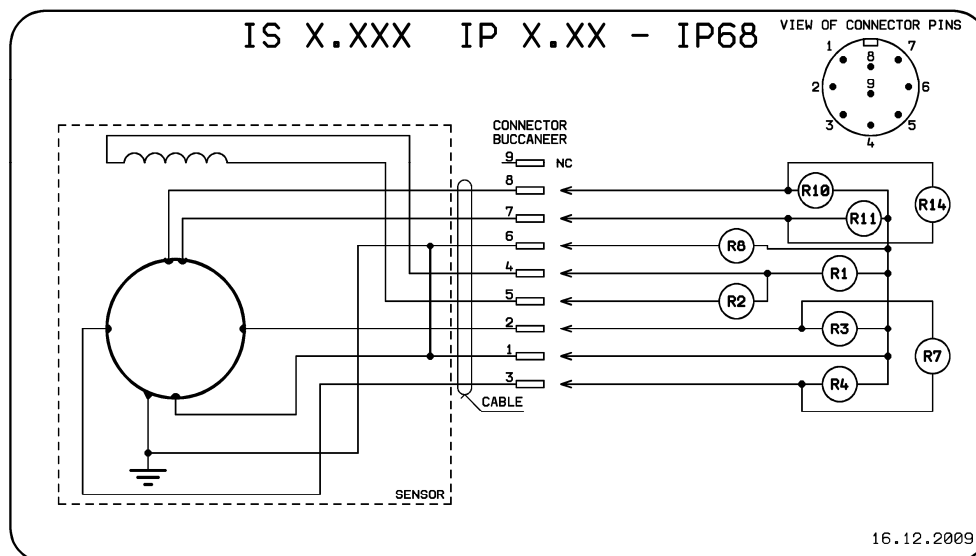 IS X.XXX IP X.XX - IP68
VIEW OF CONNECTOR PINS
1
7
8
2
9
6
3
5
4
CONNECTOR
BUCCANEER
9 NC
8
R10
R14
7
R11
6
R8
4
R1
5
R2
2
R3
1
R7
3
R4
CABLE
SENSOR
16.12.2009